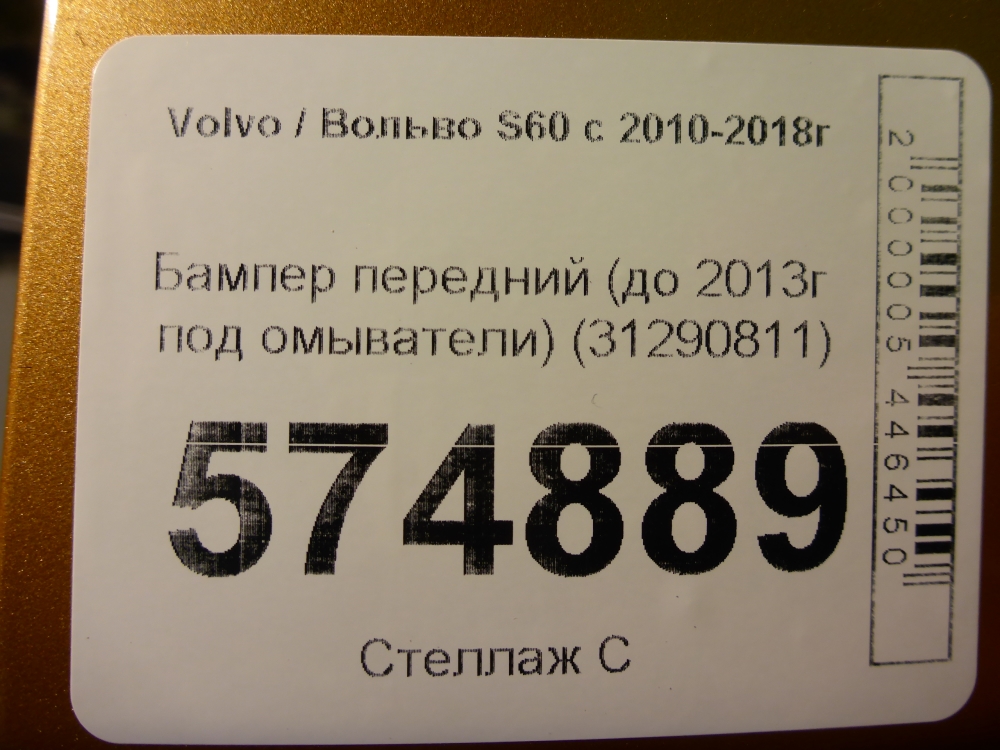 Volvo / Вольво S60 с 2010-2018г
Бампер передний (до 2013г
под омыватели) (31290811)
574889
Стеллаж С
2000005446450